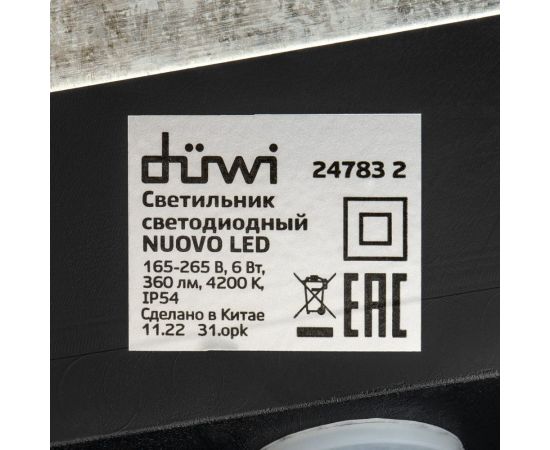 düwi 24783 2
Светильник
светодиодный
NUOVO LED
165-265 В, 6 Вт,
360 лм, 4200 К,
IP54
Сделано в Китае
11.22 31.opk
EAC